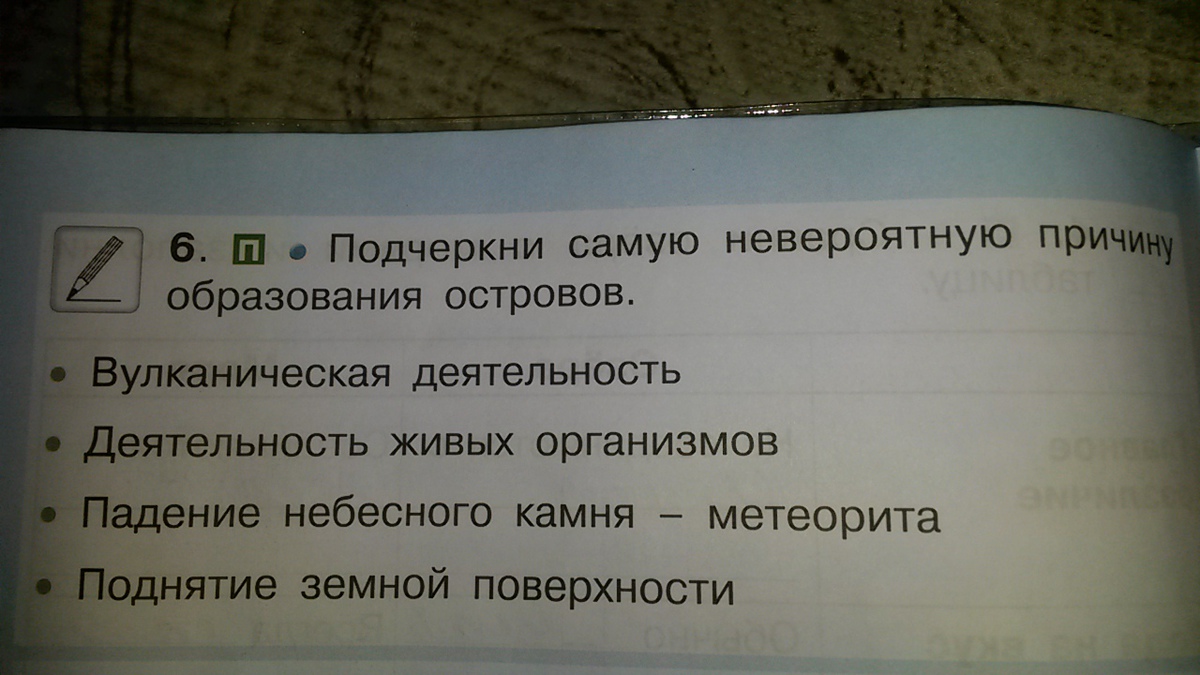 6. П • Подчеркни самую невероятную причину
образования островов.
• Вулканическая деятельность
• Деятельность живых организмов
• Падение небесного камня – метеорита
• Поднятие земной поверхности